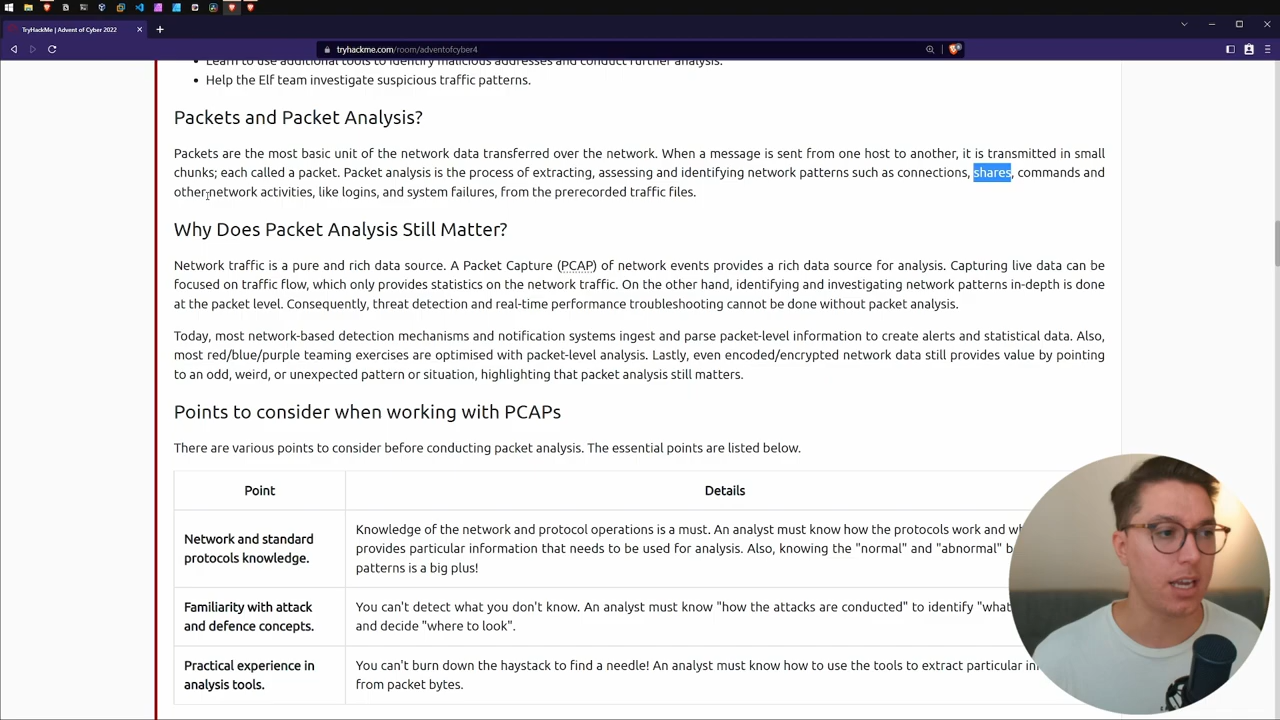 TryHackMe | Advent of Cyber 2022
tryhackme.com/room/adventofcyber4
Learn to use additional tools to identify malicious addresses and conduct further analysis.
Help the Elf team investigate suspicious traffic patterns.
Packets and Packet Analysis?
Packets are the most basic unit of the network data transferred over the network. When a message is sent from one host to another, it is transmitted in small
chunks; each called a packet. Packet analysis is the process of extracting, assessing and identifying network patterns such as connections, shares, commands and
other network activities, like logins, and system failures, from the prerecorded traffic files.
Why Does Packet Analysis Still Matter?
Network traffic is a pure and rich data source. A Packet Capture (PCAP) of network events provides a rich data source for analysis. Capturing live data can be
focused on traffic flow, which only provides statistics on the network traffic. On the other hand, identifying and investigating network patterns in-depth is done
at the packet level. Consequently, threat detection and real-time performance troubleshooting cannot be done without packet analysis.
Today, most network-based detection mechanisms and notification systems ingest and parse packet-level information to create alerts and statistical data. Also,
most red/blue/purple teaming exercises are optimised with packet-level analysis. Lastly, even encoded/encrypted network data still provides value by pointing
to an odd, weird, or unexpected pattern or situation, highlighting that packet analysis still matters.
Points to consider when working with PCAPs
There are various points to consider before conducting packet analysis. The essential points are listed below.
Point Details
Network and standard
protocols knowledge.
Knowledge of the network and protocol operations is a must. An analyst must know how the protocols work and
provides particular information that needs to be used for analysis. Also, knowing the "normal" and "abnormal"
patterns is a big plus!
Familiarity with attack
and defence concepts.
You can't detect what you don't know. An analyst must know "how the attacks are conducted" to identify "what
and decide "where to look".
Practical experience in
analysis tools.
You can't burn down the haystack to find a needle! An analyst must know how to use the tools to extract particular
from packet bytes.